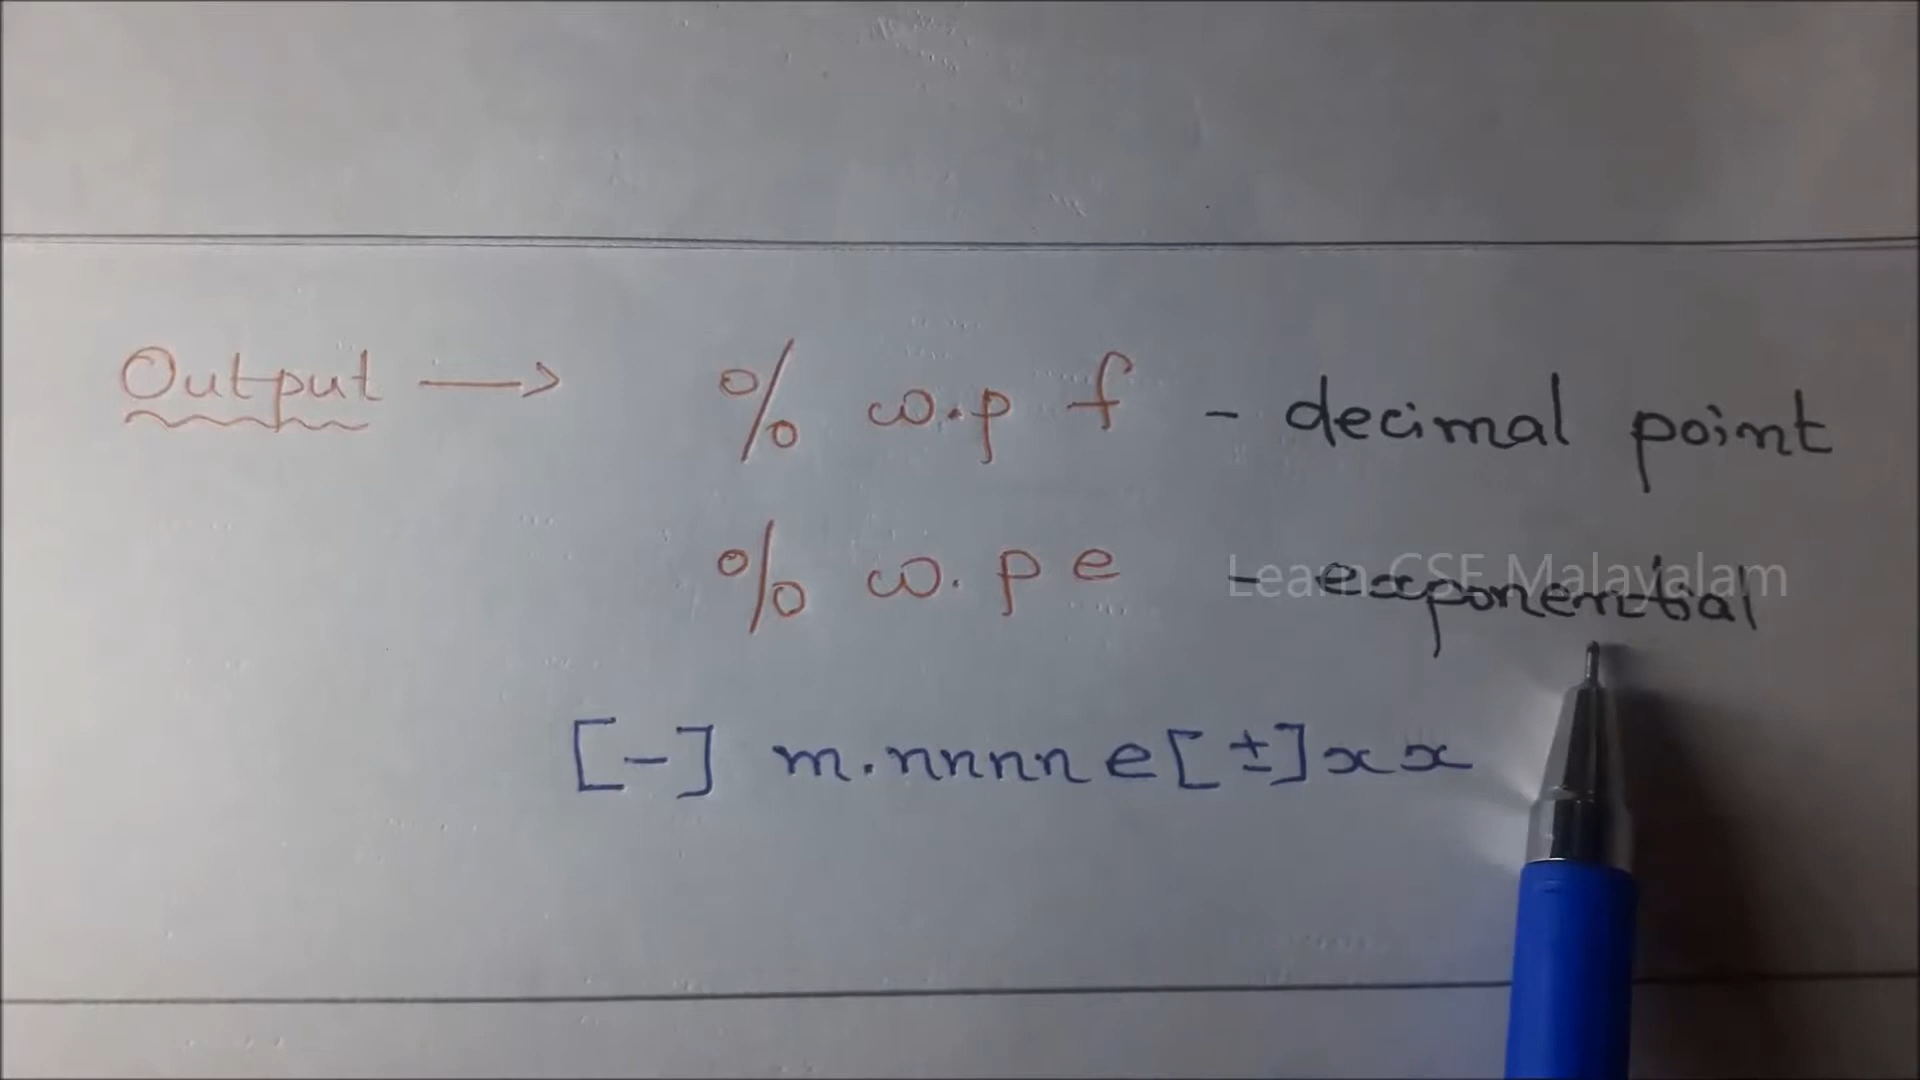 Output → % w.p f - decimal point
% w.p e - exponential
Learn CSE Malayalam
[-] m.nnnn e[±]xx